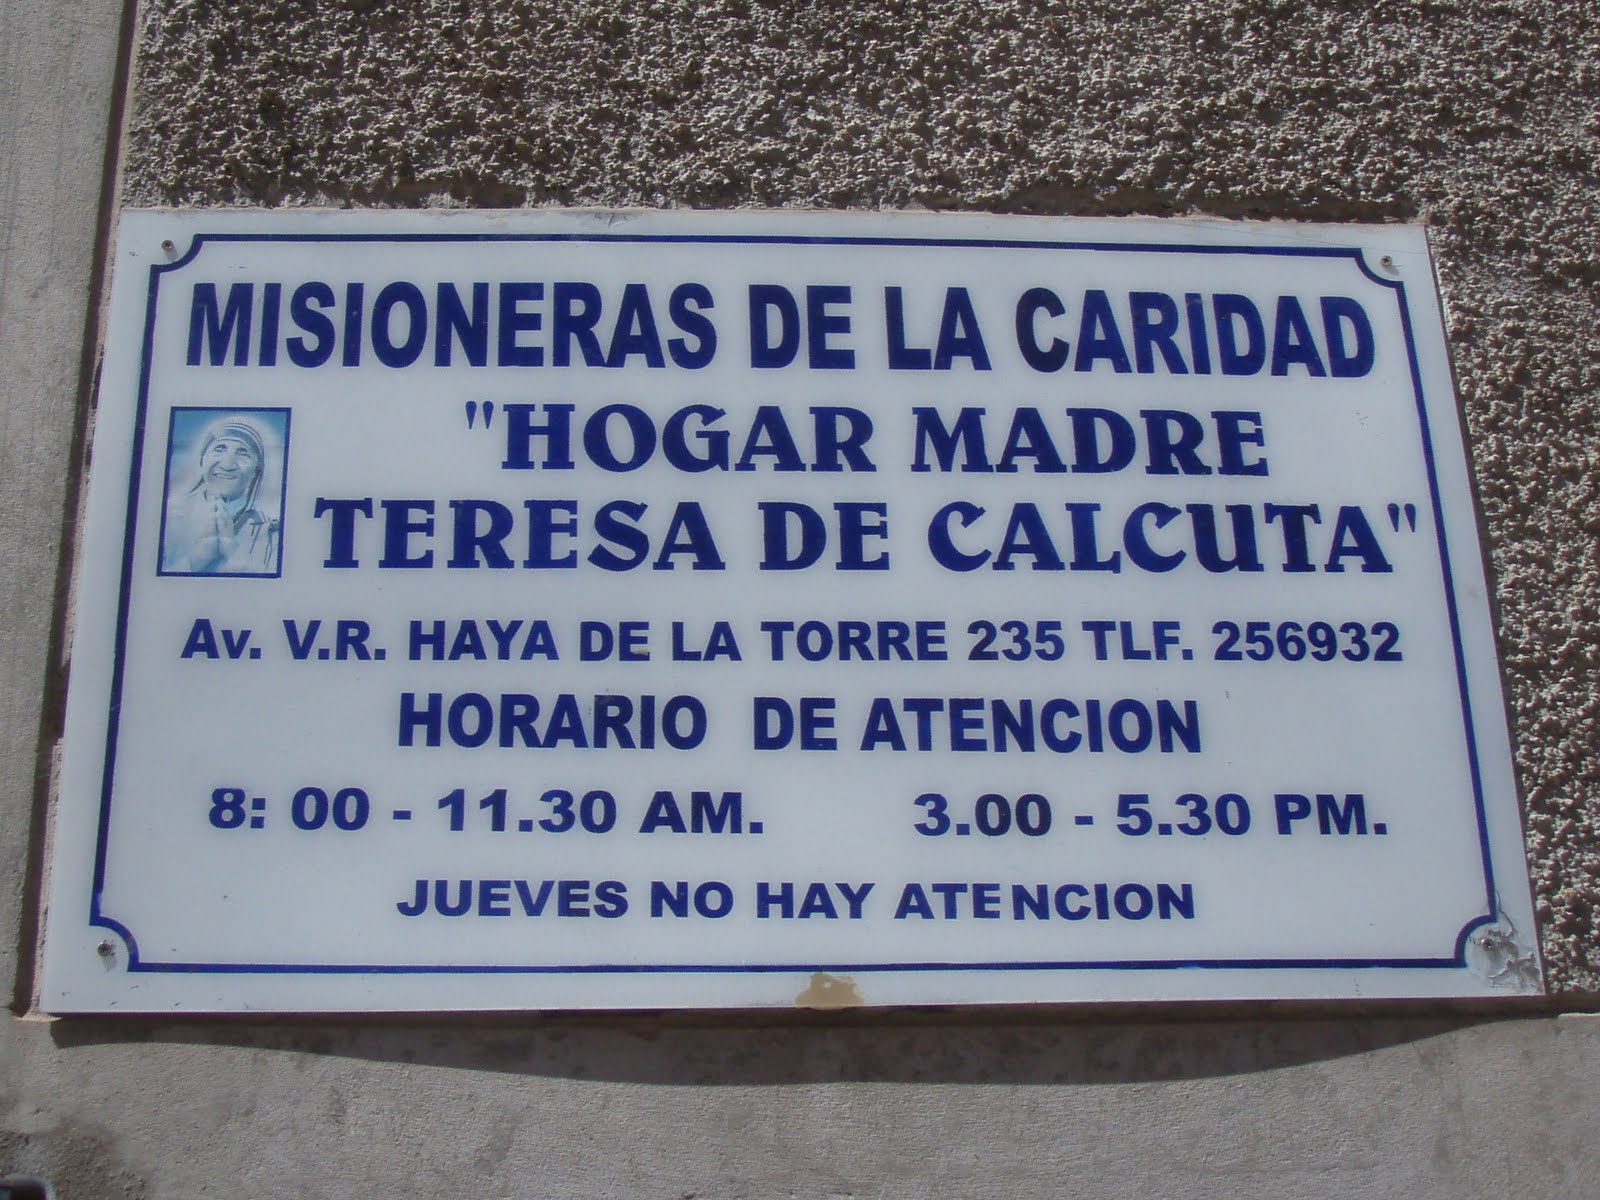 MISIONERAS DE LA CARIDAD
"HOGAR MADRE
TERESA DE CALCUTA"
Av. V.R. HAYA DE LA TORRE 235 TLF. 256932
HORARIO DE ATENCION
8: 00 - 11.30 AM. 3.00 - 5.30 PM.
JUEVES NO HAY ATENCION